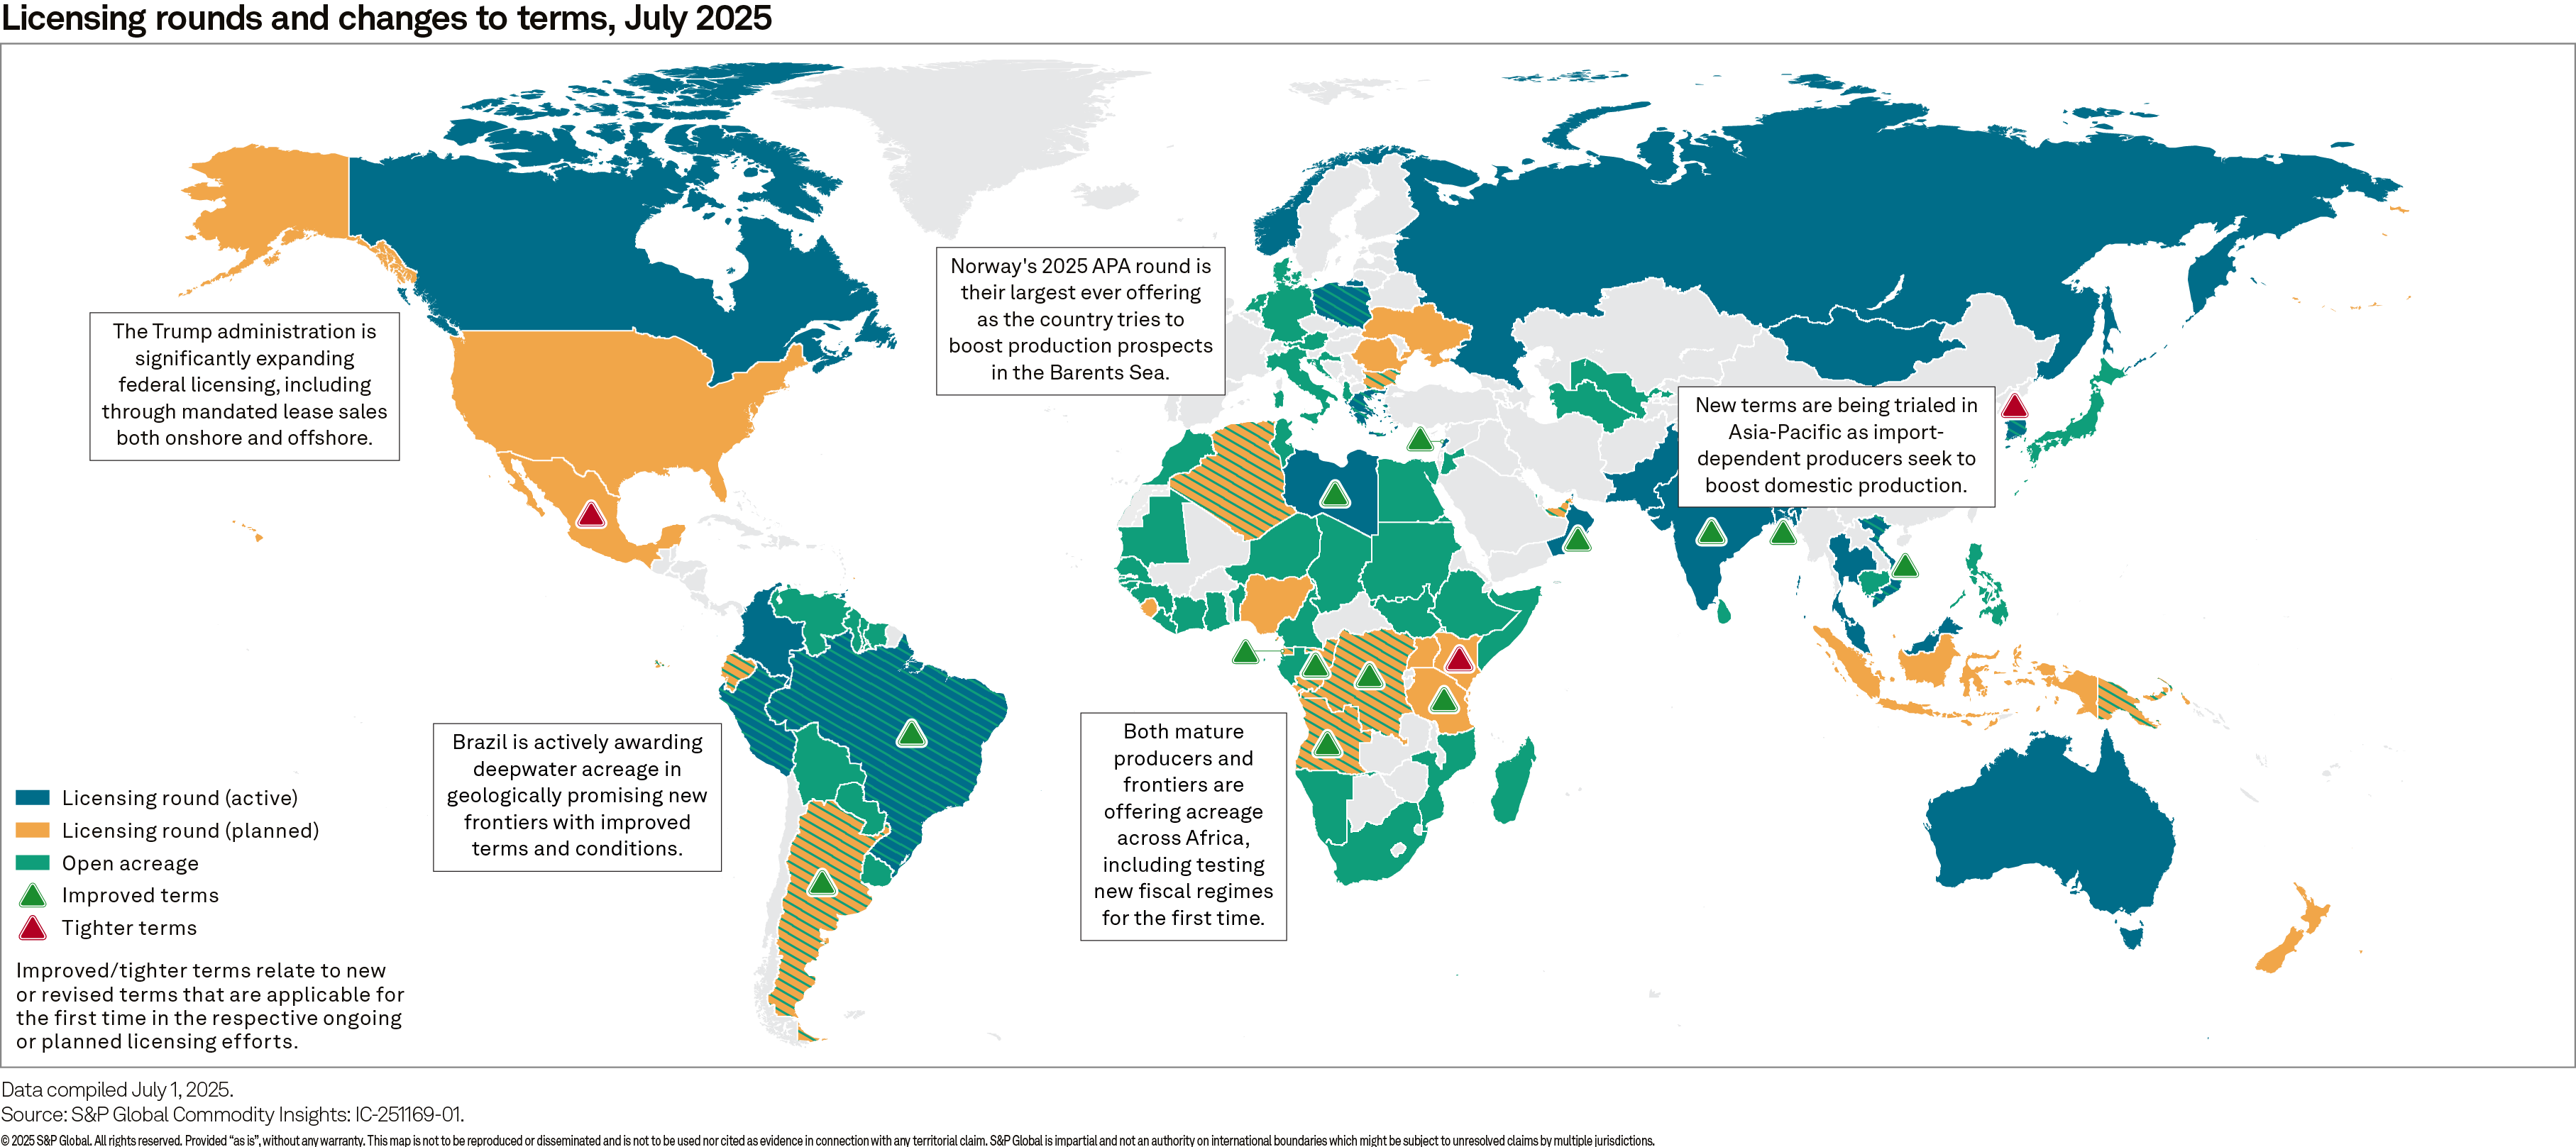 Licensing rounds and changes to terms, July 2025
Norway's 2025 APA round is
their largest ever offering
as the country tries to
boost production prospects
in the Barents Sea.
The Trump administration is
significantly expanding
federal licensing, including
through mandated lease sales
both onshore and offshore.
New terms are being trialed in
Asia-Pacific as import-
dependent producers seek to
boost domestic production.
Brazil is actively awarding
deepwater acreage in
geologically promising new
frontiers with improved
terms and conditions.
Both mature
producers and
frontiers are
offering acreage
across Africa,
including testing
new fiscal regimes
for the first time.
Licensing round (active)
Licensing round (planned)
Open acreage
Improved terms
Tighter terms
Improved/tighter terms relate to new
or revised terms that are applicable for
the first time in the respective ongoing
or planned licensing efforts.
Data compiled July 1, 2025.
Source: S&P Global Commodity Insights: IC-251169-01.
© 2025 S&P Global. All rights reserved. Provided “as is”, without any warranty. This map is not to be reproduced or disseminated and is not to be used nor cited as evidence in connection with any territorial claim. S&P Global is impartial and not an authority on international boundaries which might be subject to unresolved claims by multiple jurisdictions.